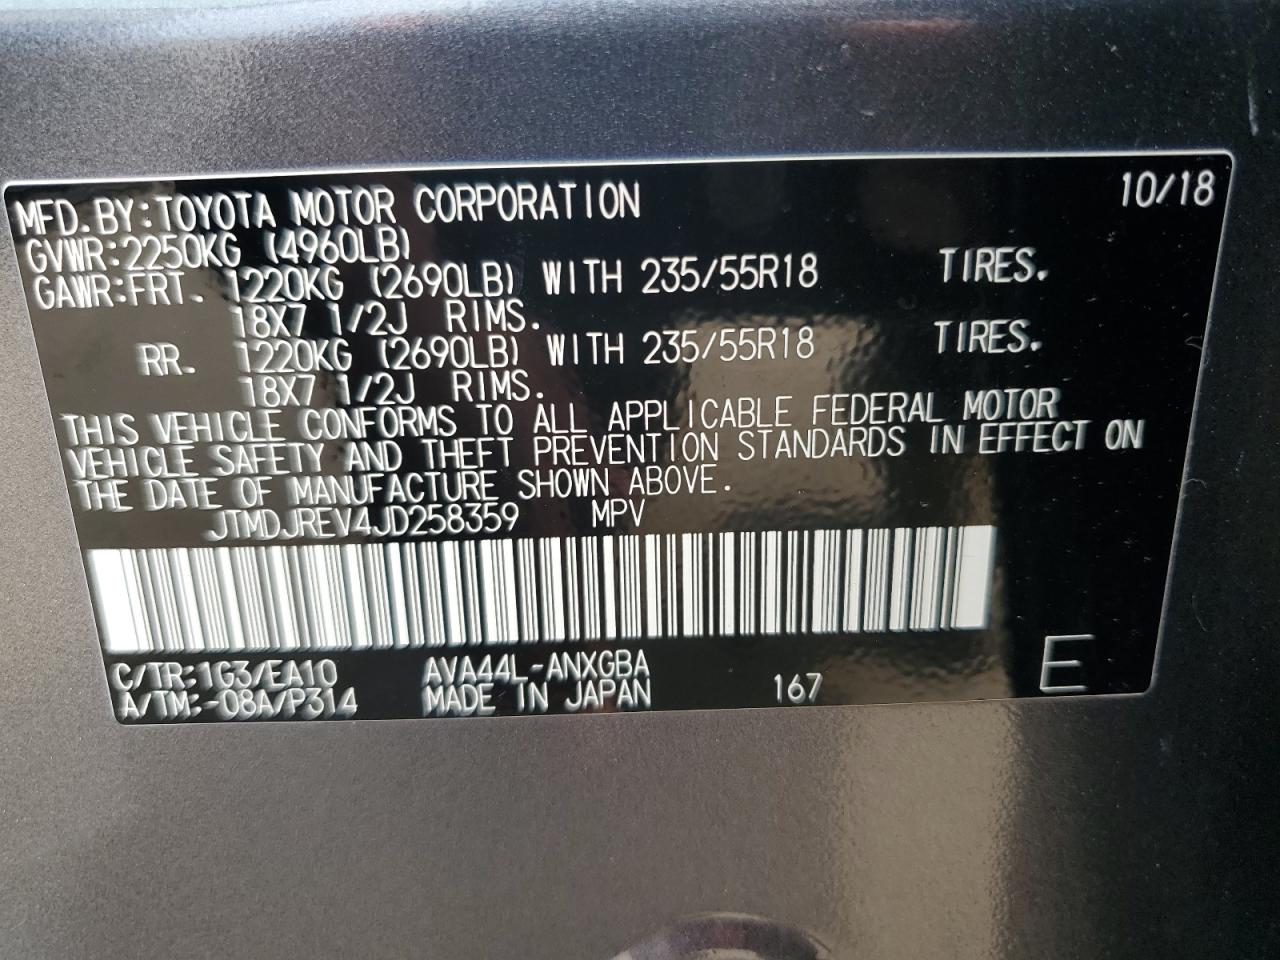 MFD. BY: TOYOTA MOTOR CORPORATION 10/18
GVWR: 2250KG (4960LB)
GAWR: FRT. 1220KG (2690LB) WITH 235/55R18 TIRES.
18X7 1/2J RIMS.
RR. 1220KG (2690LB) WITH 235/55R18 TIRES.
18X7 1/2J RIMS.
THIS VEHICLE CONFORMS TO ALL APPLICABLE FEDERAL MOTOR
VEHICLE SAFETY AND THEFT PREVENTION STANDARDS IN EFFECT ON
THE DATE OF MANUFACTURE SHOWN ABOVE.
JTMDJREV4JD258359 MPV
C/TR: 1G3/EA10 AVA44L-ANXGBA
A/TM: -08A/P314 MADE IN JAPAN 167 E